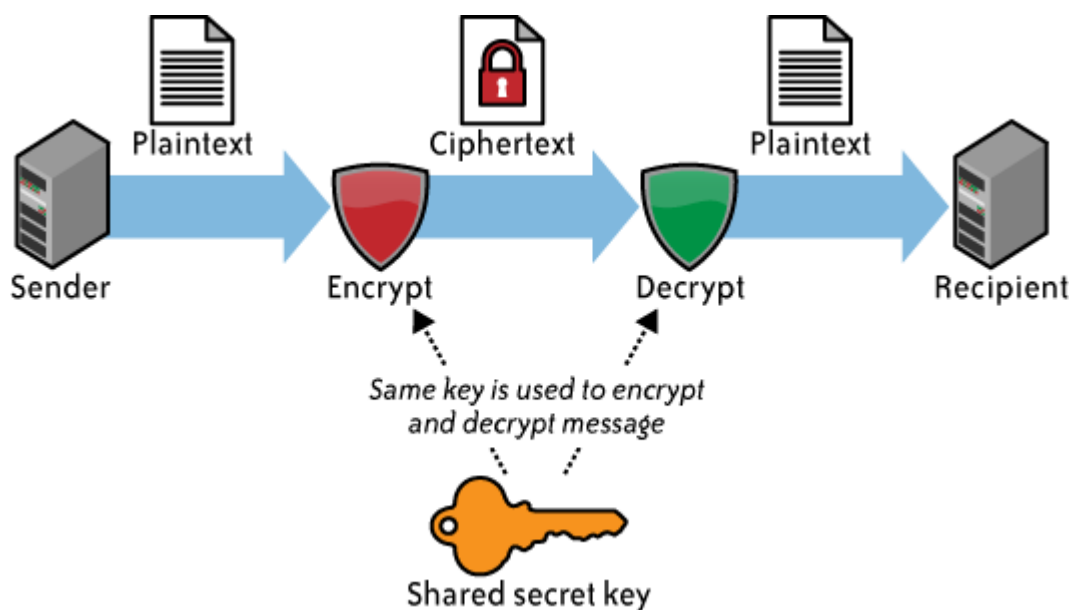 Plaintext
Ciphertext
Plaintext
Sender
Encrypt
Decrypt
Recipient
Same key is used to encrypt
and decrypt message
Shared secret key